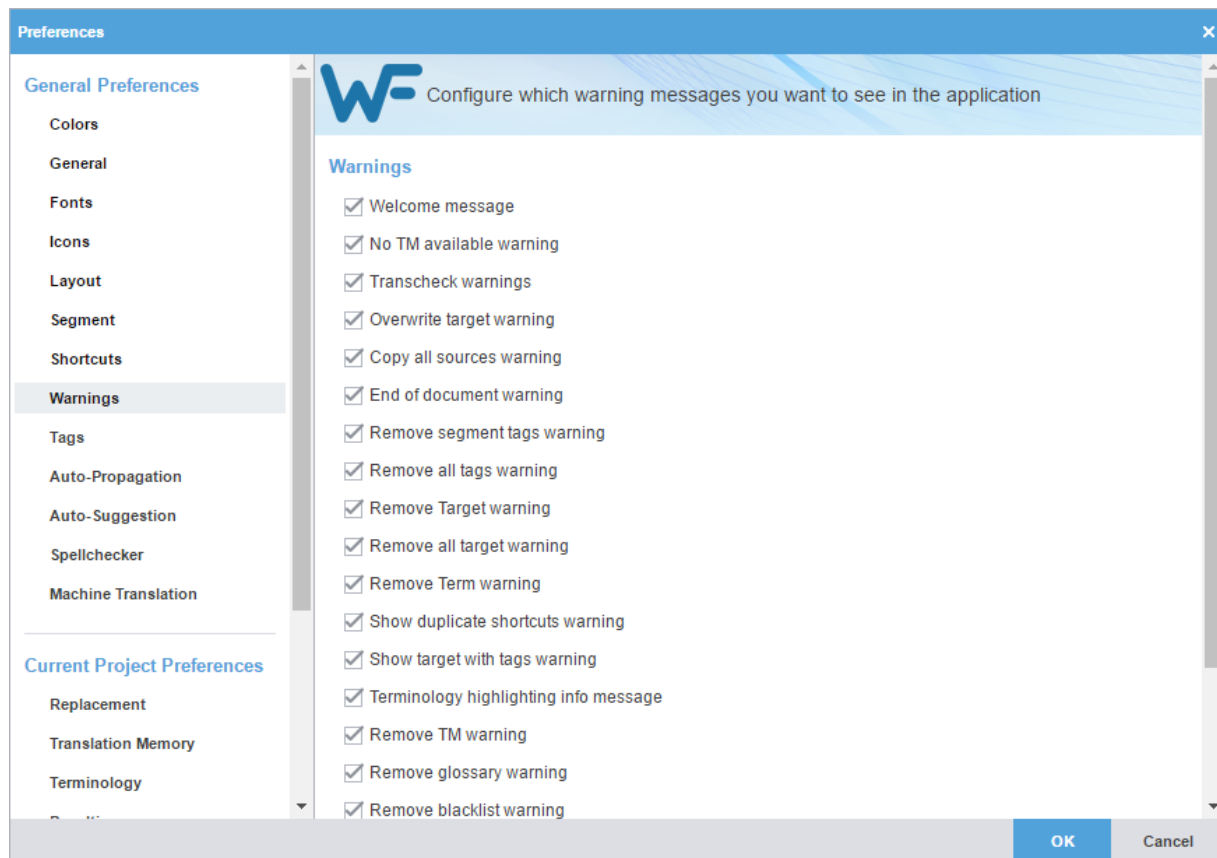 Preferences
General Preferences
Colors
General
Fonts
Icons
Layout
Segment
Shortcuts
Warnings
Tags
Auto-Propagation
Auto-Suggestion
Spellchecker
Machine Translation
Current Project Preferences
Replacement
Translation Memory
Terminology
WF
Configure which warning messages you want to see in the application
Warnings
Welcome message
No TM available warning
Transcheck warnings
Overwrite target warning
Copy all sources warning
End of document warning
Remove segment tags warning
Remove all tags warning
Remove Target warning
Remove all target warning
Remove Term warning
Show duplicate shortcuts warning
Show target with tags warning
Terminology highlighting info message
Remove TM warning
Remove glossary warning
Remove blacklist warning
OK
Cancel